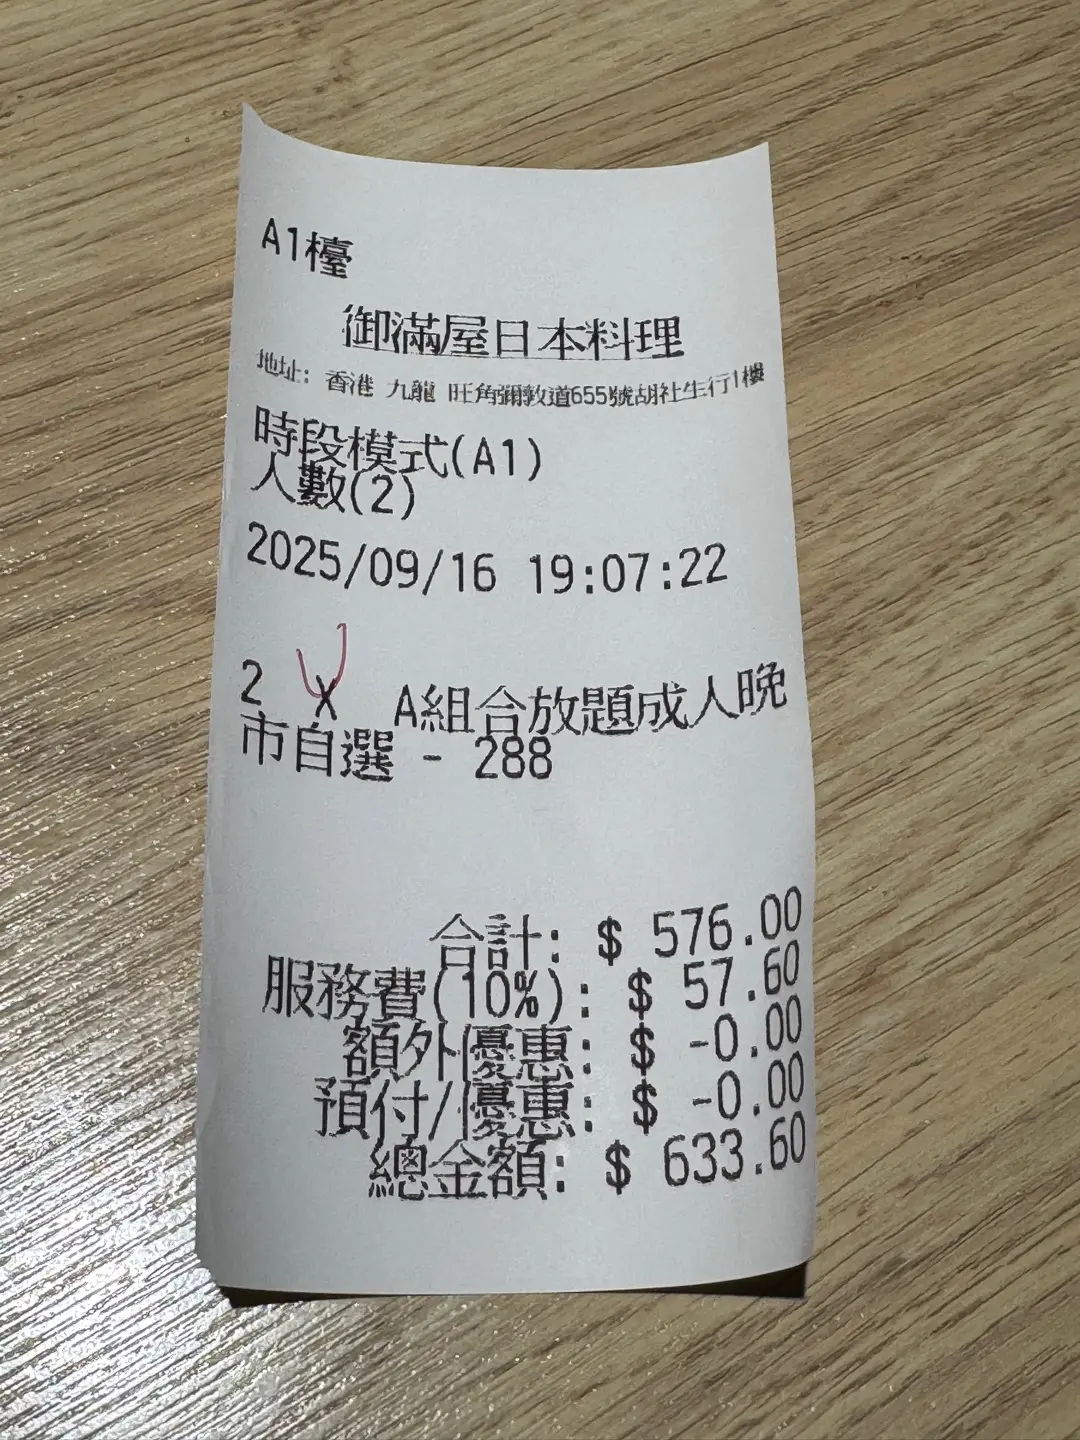 A1檯
御滿屋日本料理
地址: 香港 九龍 旺角彌敦道655號胡社生行1樓
時段模式(A1)
人數(2)
2025/09/16 19:07:22
2 X A組合放題成人晚
市自選 - 288
合計: $ 576.00
服務費(10%): $ 57.60
額外優惠: $ -0.00
預付/優惠: $ -0.00
總金額: $ 633.60